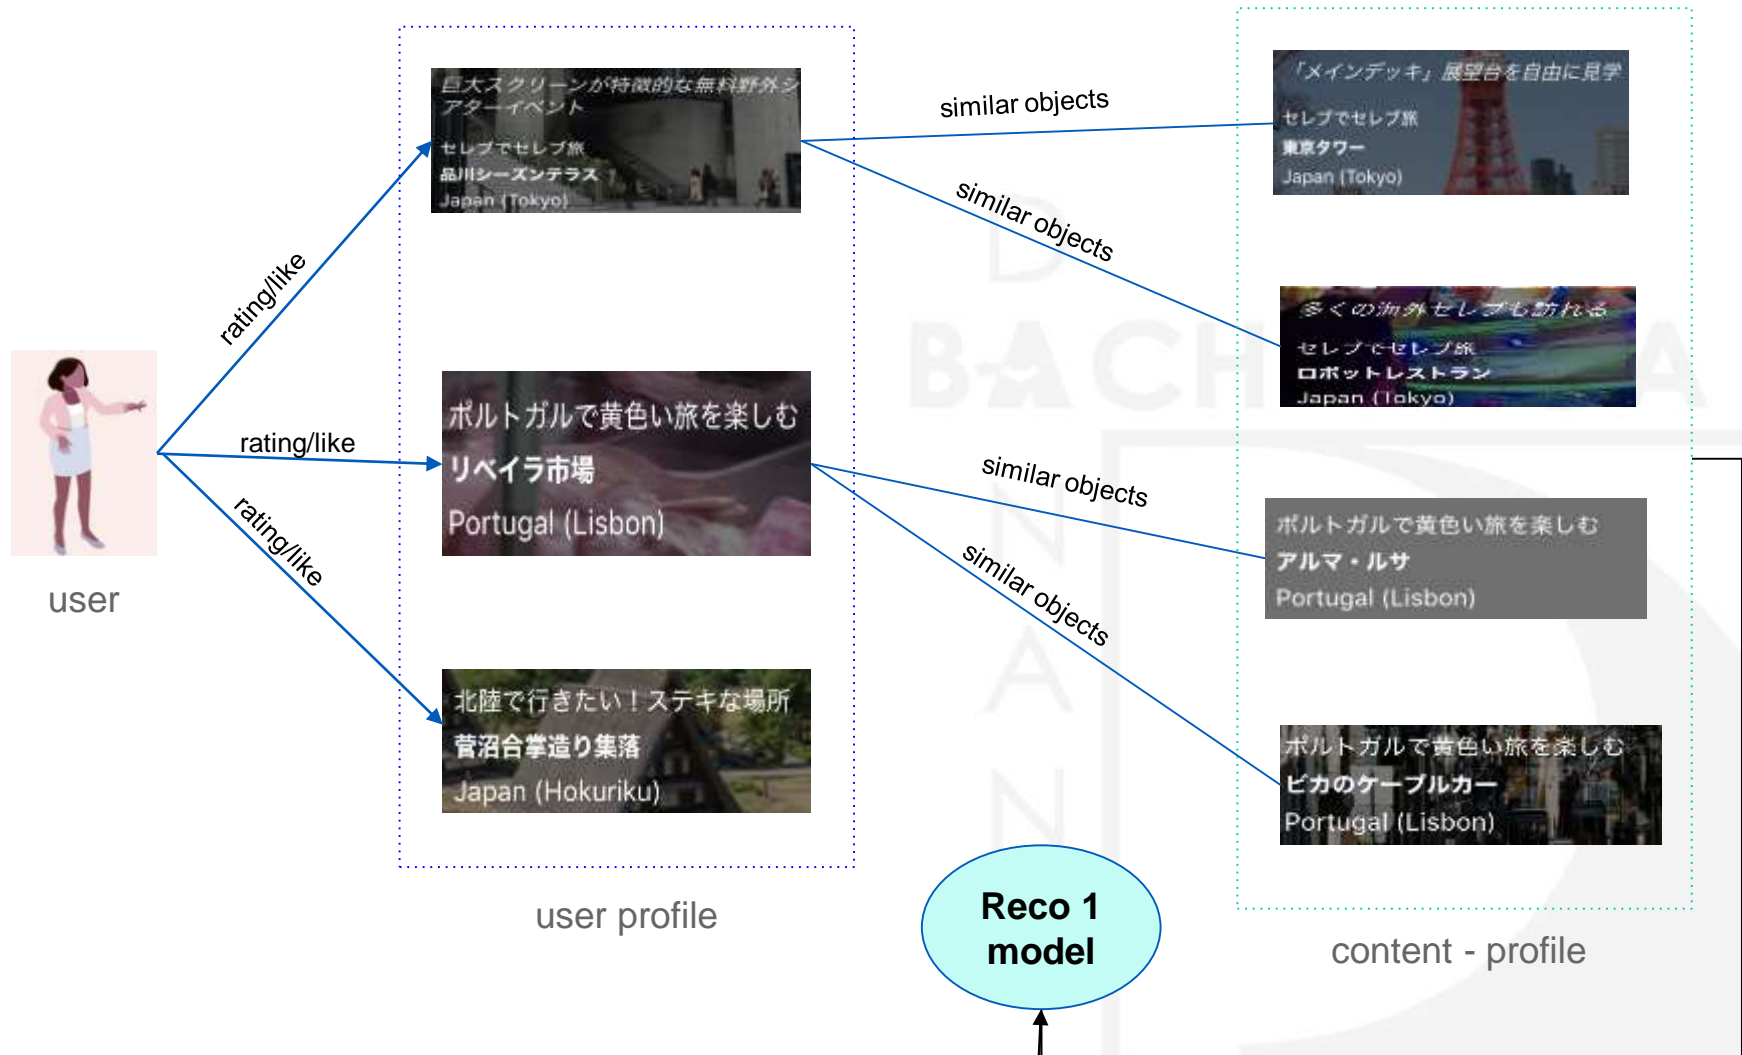 巨大スクリーンが特徴的な無料野外シ
アターイベント
セレブでセレブ旅
品川シーズンテラス
Japan (Tokyo)
similar objects
「メインデッキ」展望台を自由に見学
セレブでセレブ旅
東京タワー
Japan (Tokyo)
similar objects
rating/like
多くの海外セレブも訪れる
セレブでセレブ旅
ロボットレストラン
Japan (Tokyo)
ポルトガルで黄色い旅を楽しむ
リベイラ市場
Portugal (Lisbon)
rating/like
similar objects
ポルトガルで黄色い旅を楽しむ
アルマ・ルサ
Portugal (Lisbon)
rating/like
similar objects
user
北陸で行きたい！ステキな場所
菅沼合掌造り集落
Japan (Hokuriku)
ポルトガルで黄色い旅を楽しむ
ビカのケーブルカー
Portugal (Lisbon)
user profile
Reco 1
model
content - profile